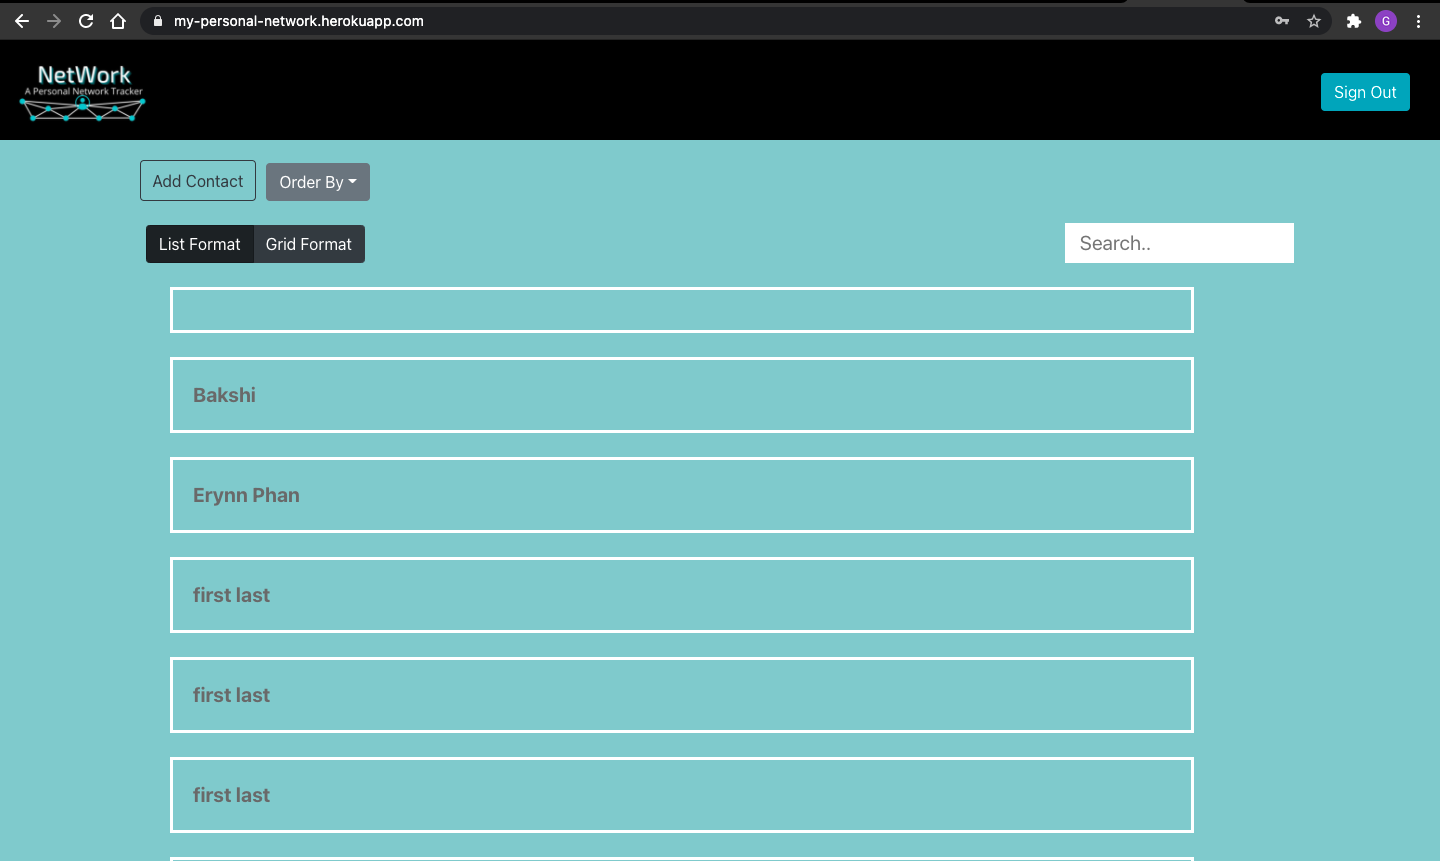 my-personal-network.herokuapp.com
G
NetWork
A Personal Network Tracker
Sign Out
Add Contact
Order By
List Format
Grid Format
Search..
Bakshi
Erynn Phan
first last
first last
first last